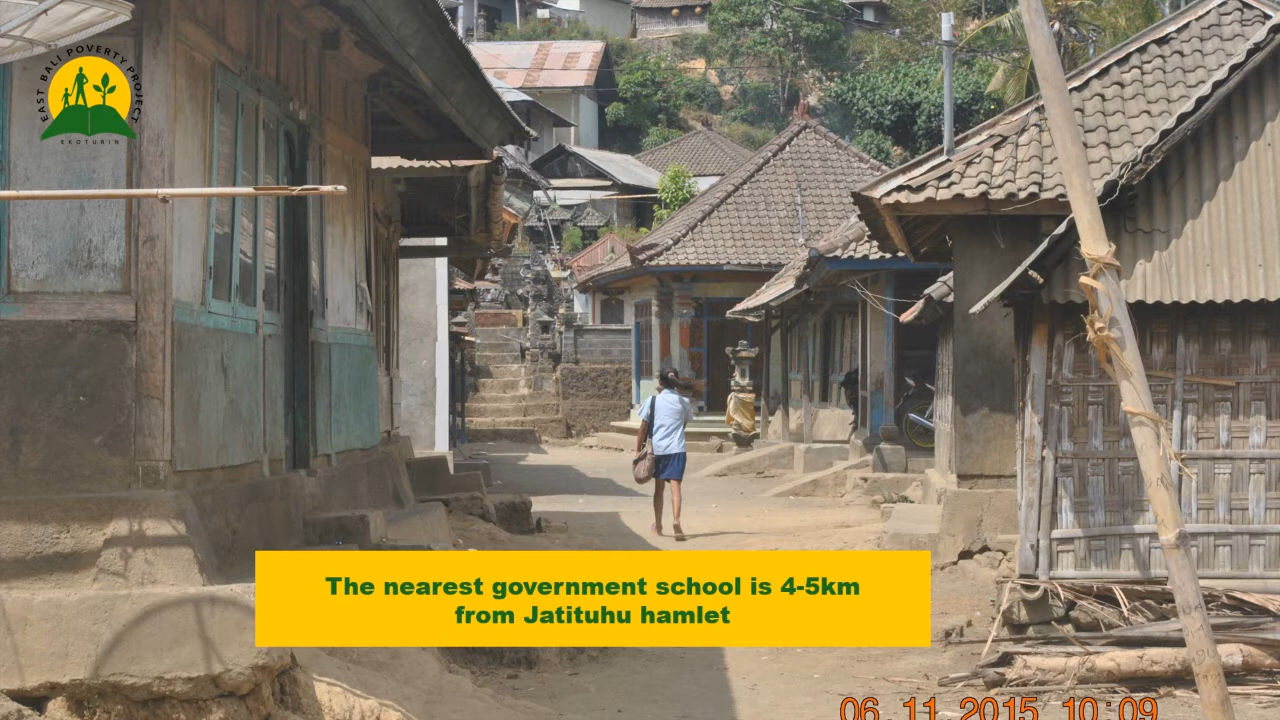 EAST BALI POVERTY PROJECT
EKOTURIN
The nearest government school is 4-5km
from Jatituhu hamlet
06.11.2015 10:09